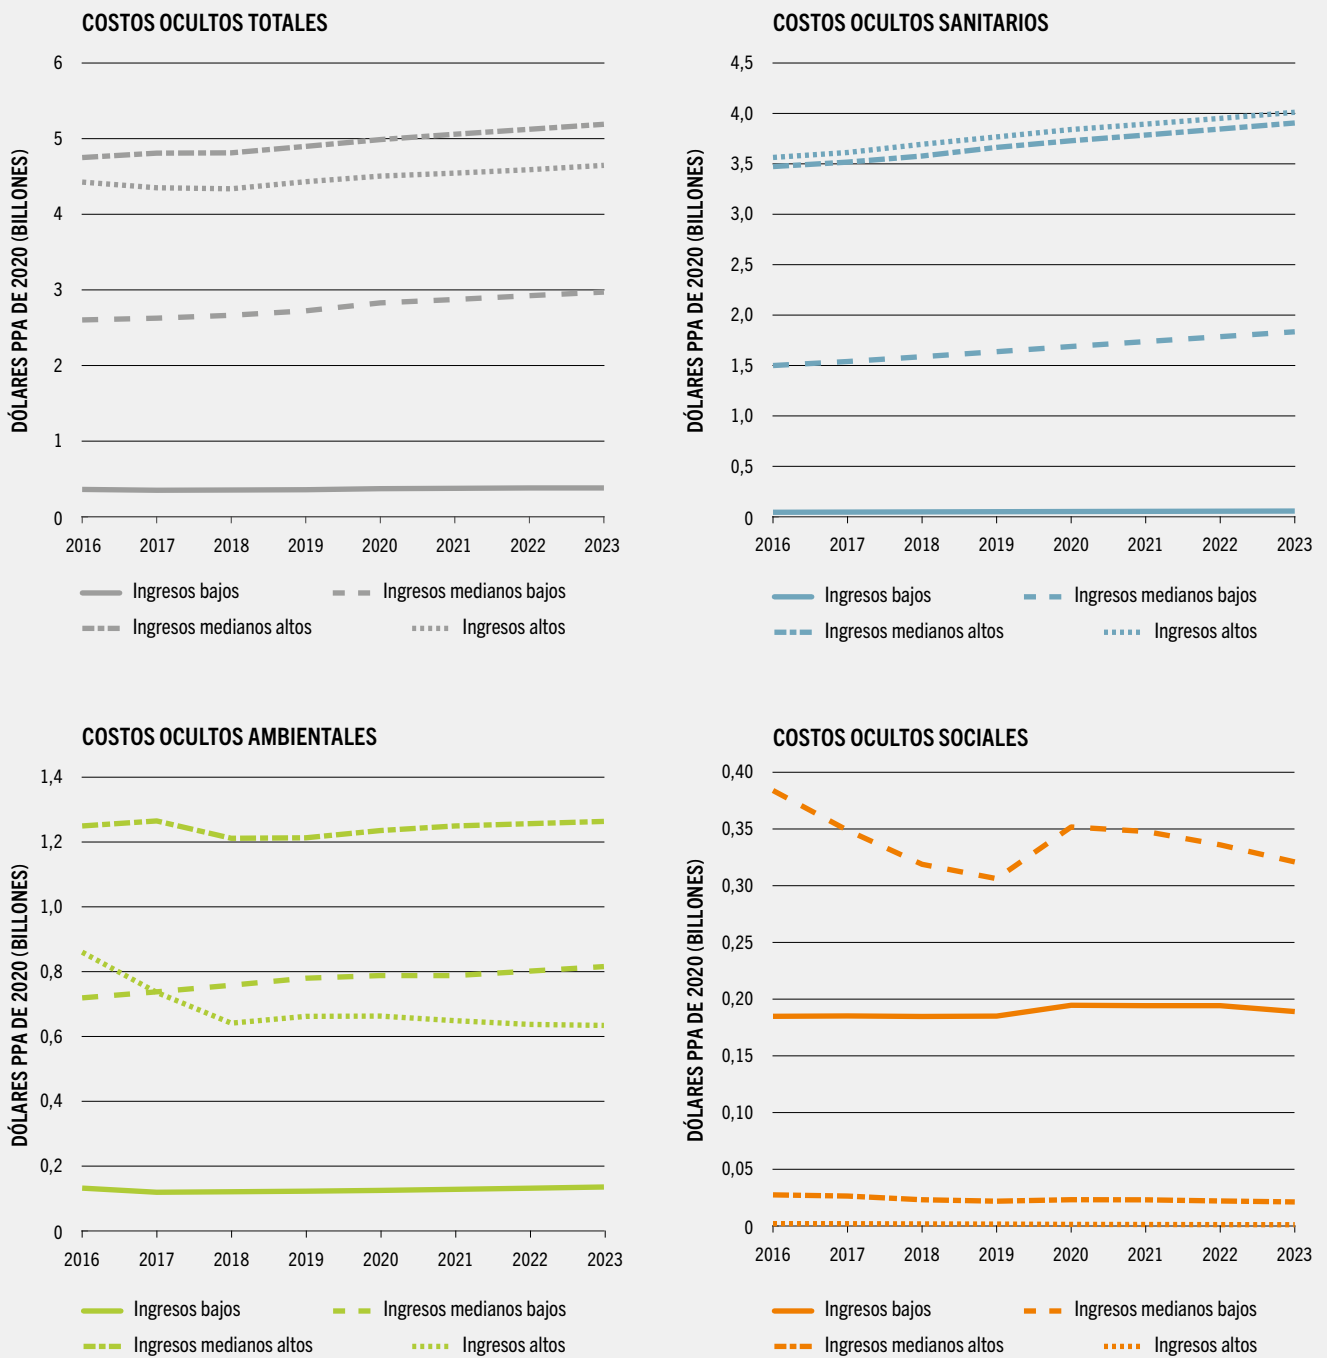 COSTOS OCULTOS TOTALES
DÓLARES PPA DE 2020 (BILLONES)
6
5
4
3
2
1
0
2016 2017 2018 2019 2020 2021 2022 2023
Ingresos bajos Ingresos medianos bajos
Ingresos medianos altos Ingresos altos
COSTOS OCULTOS SANITARIOS
DÓLARES PPA DE 2020 (BILLONES)
4,5
4,0
3,5
3,0
2,5
2,0
1,5
1,0
0,5
0
2016 2017 2018 2019 2020 2021 2022 2023
Ingresos bajos Ingresos medianos bajos
Ingresos medianos altos Ingresos altos
COSTOS OCULTOS AMBIENTALES
DÓLARES PPA DE 2020 (BILLONES)
1,4
1,2
1,0
0,8
0,6
0,4
0,2
0
2016 2017 2018 2019 2020 2021 2022 2023
Ingresos bajos Ingresos medianos bajos
Ingresos medianos altos Ingresos altos
COSTOS OCULTOS SOCIALES
DÓLARES PPA DE 2020 (BILLONES)
0,40
0,35
0,30
0,25
0,20
0,15
0,10
0,05
0
2016 2017 2018 2019 2020 2021 2022 2023
Ingresos bajos Ingresos medianos bajos
Ingresos medianos altos Ingresos altos